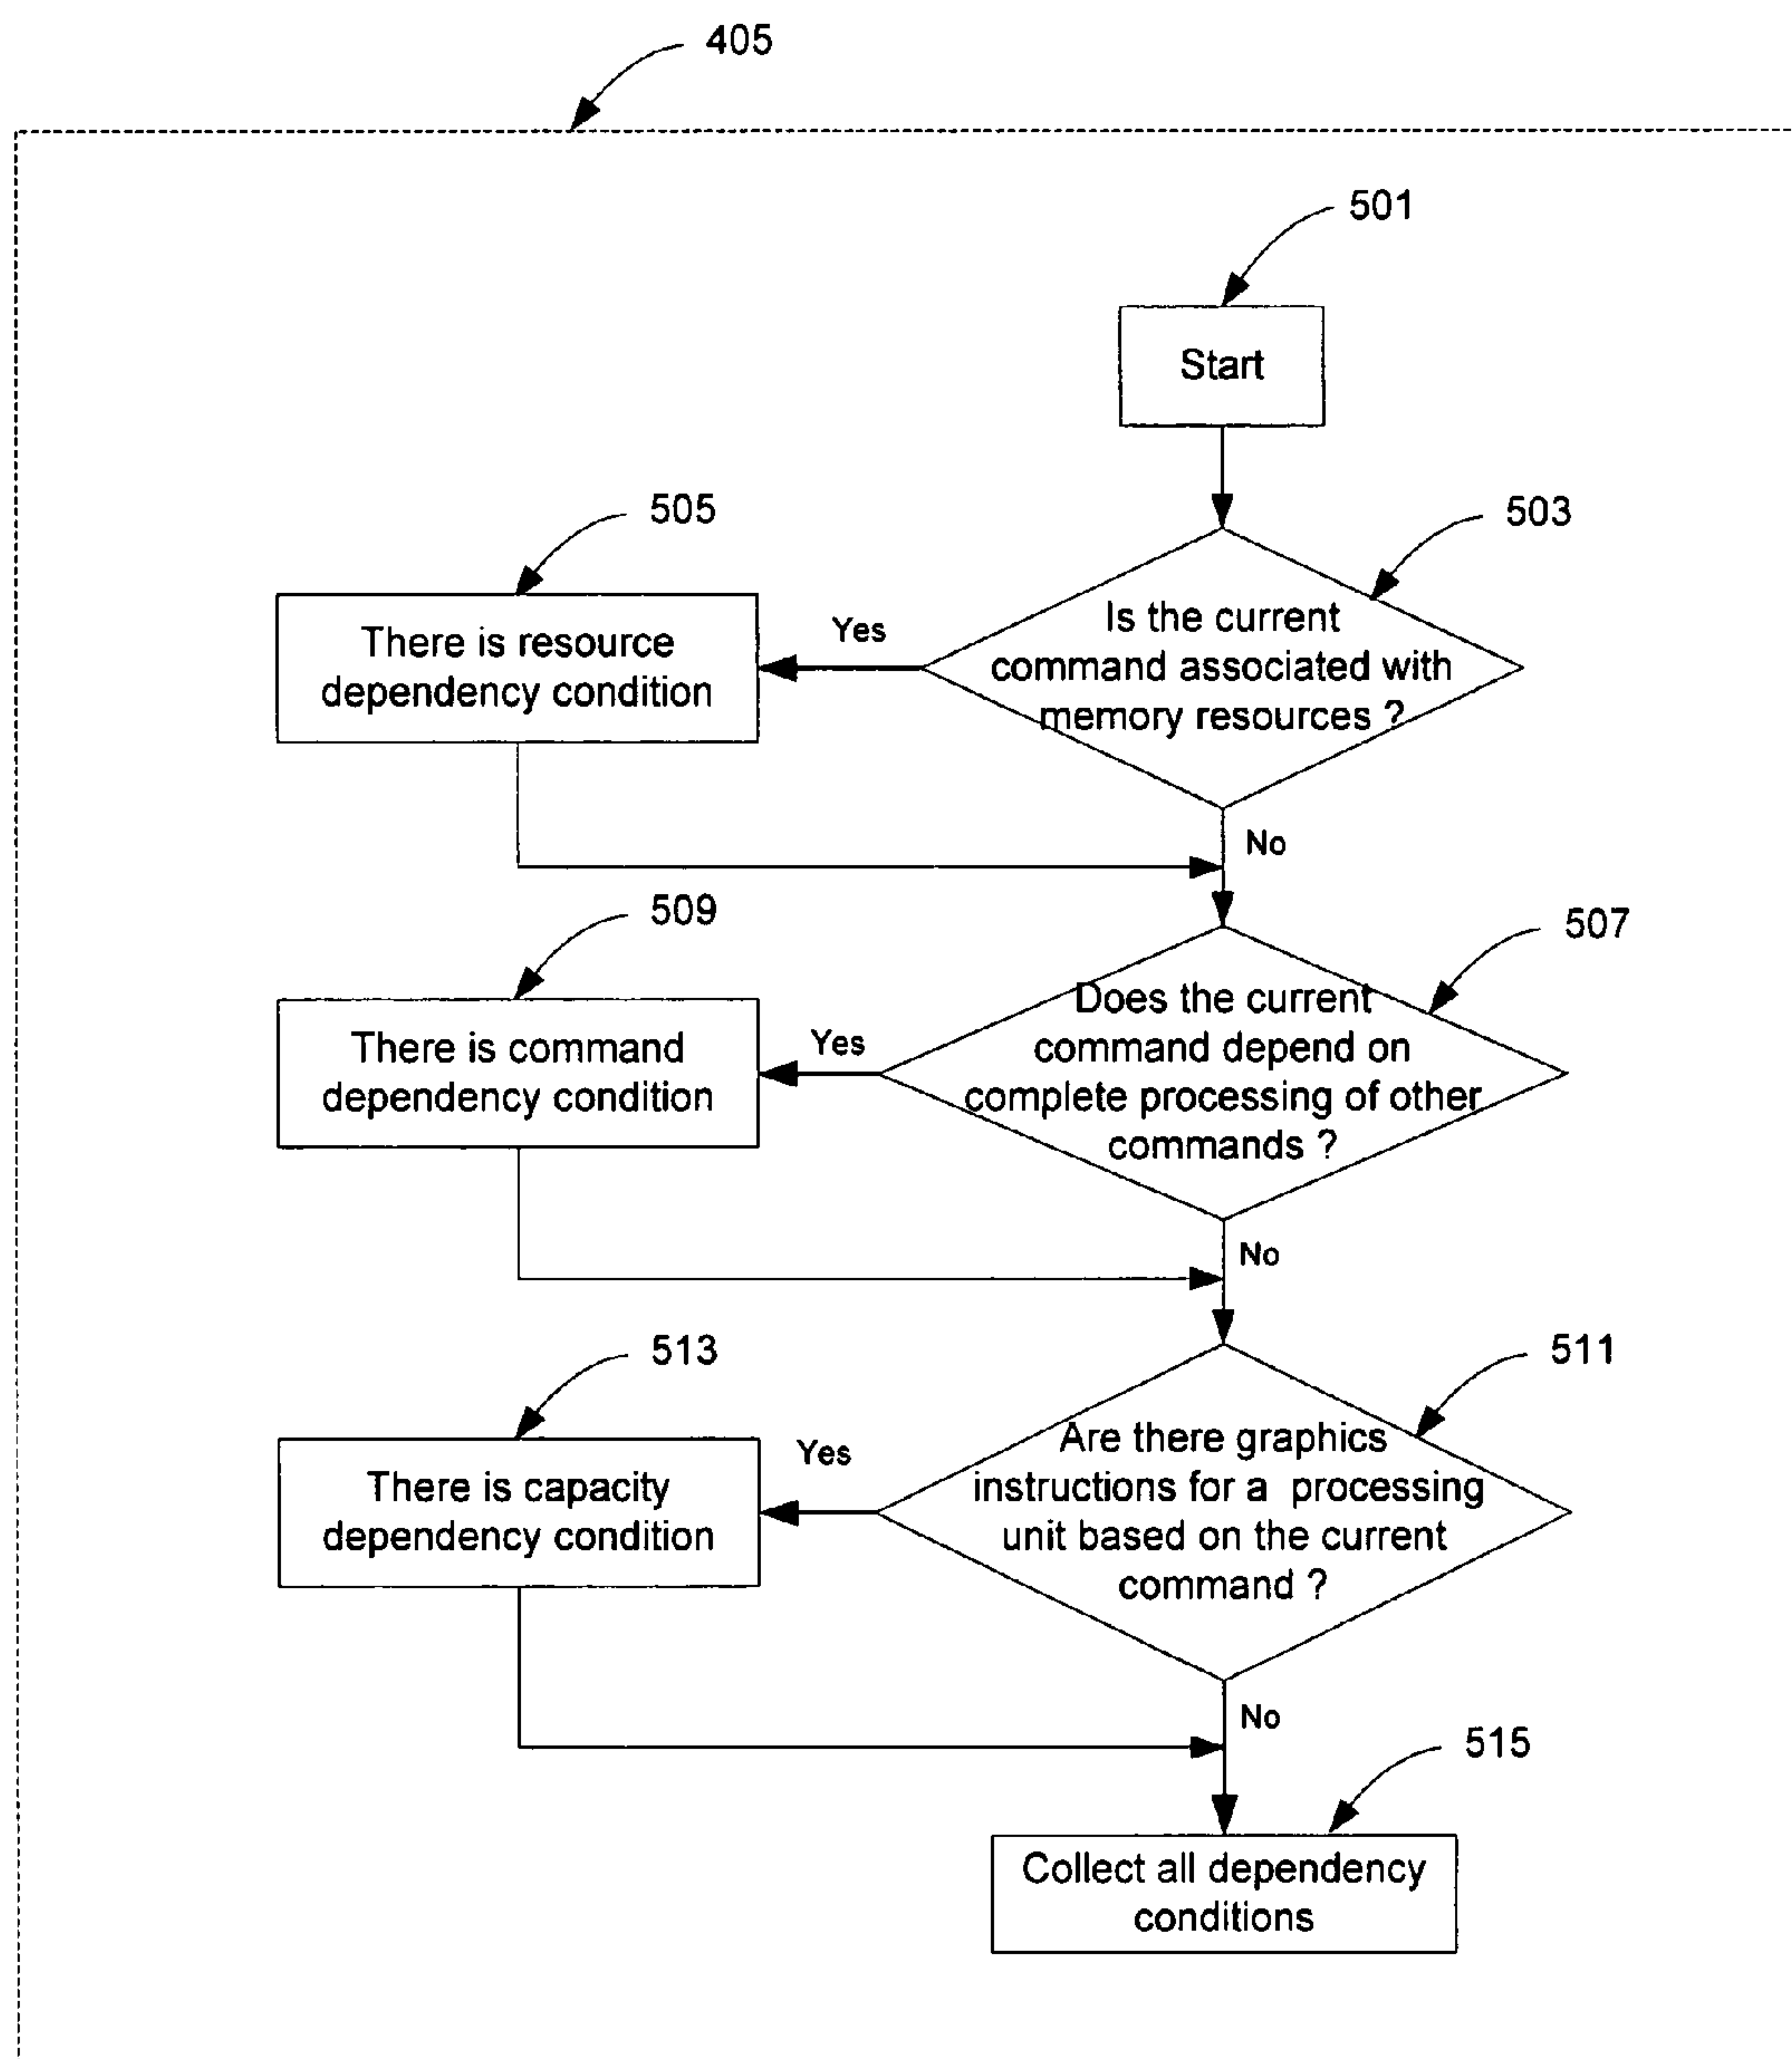 405
501
Start
505
503
There is resource
dependency condition
Yes
Is the current
command associated with
memory resources ?
No
509
507
There is command
dependency condition
Yes
Does the current
command depend on
complete processing of other
commands ?
No
513
511
There is capacity
dependency condition
Yes
Are there graphics
instructions for a processing
unit based on the current
command ?
No
515
Collect all dependency
conditions